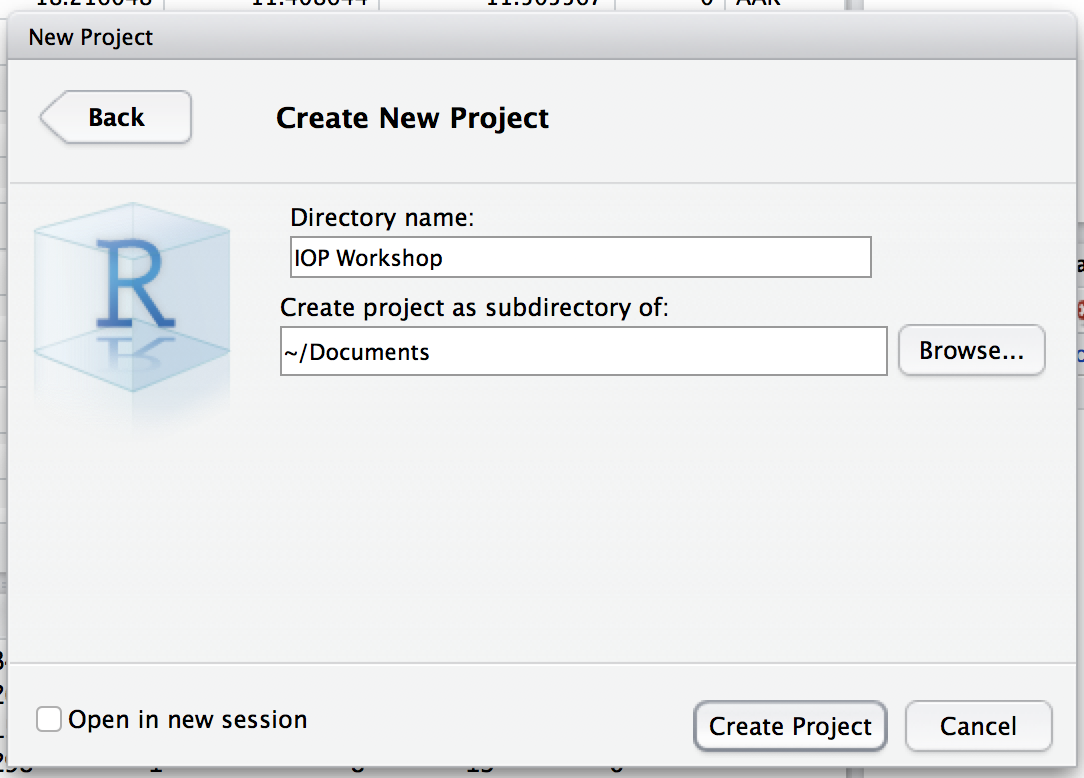 New Project
Back
Create New Project
R
Directory name:
IOP Workshop
Create project as subdirectory of:
~/Documents
Browse...
Open in new session
Create Project
Cancel